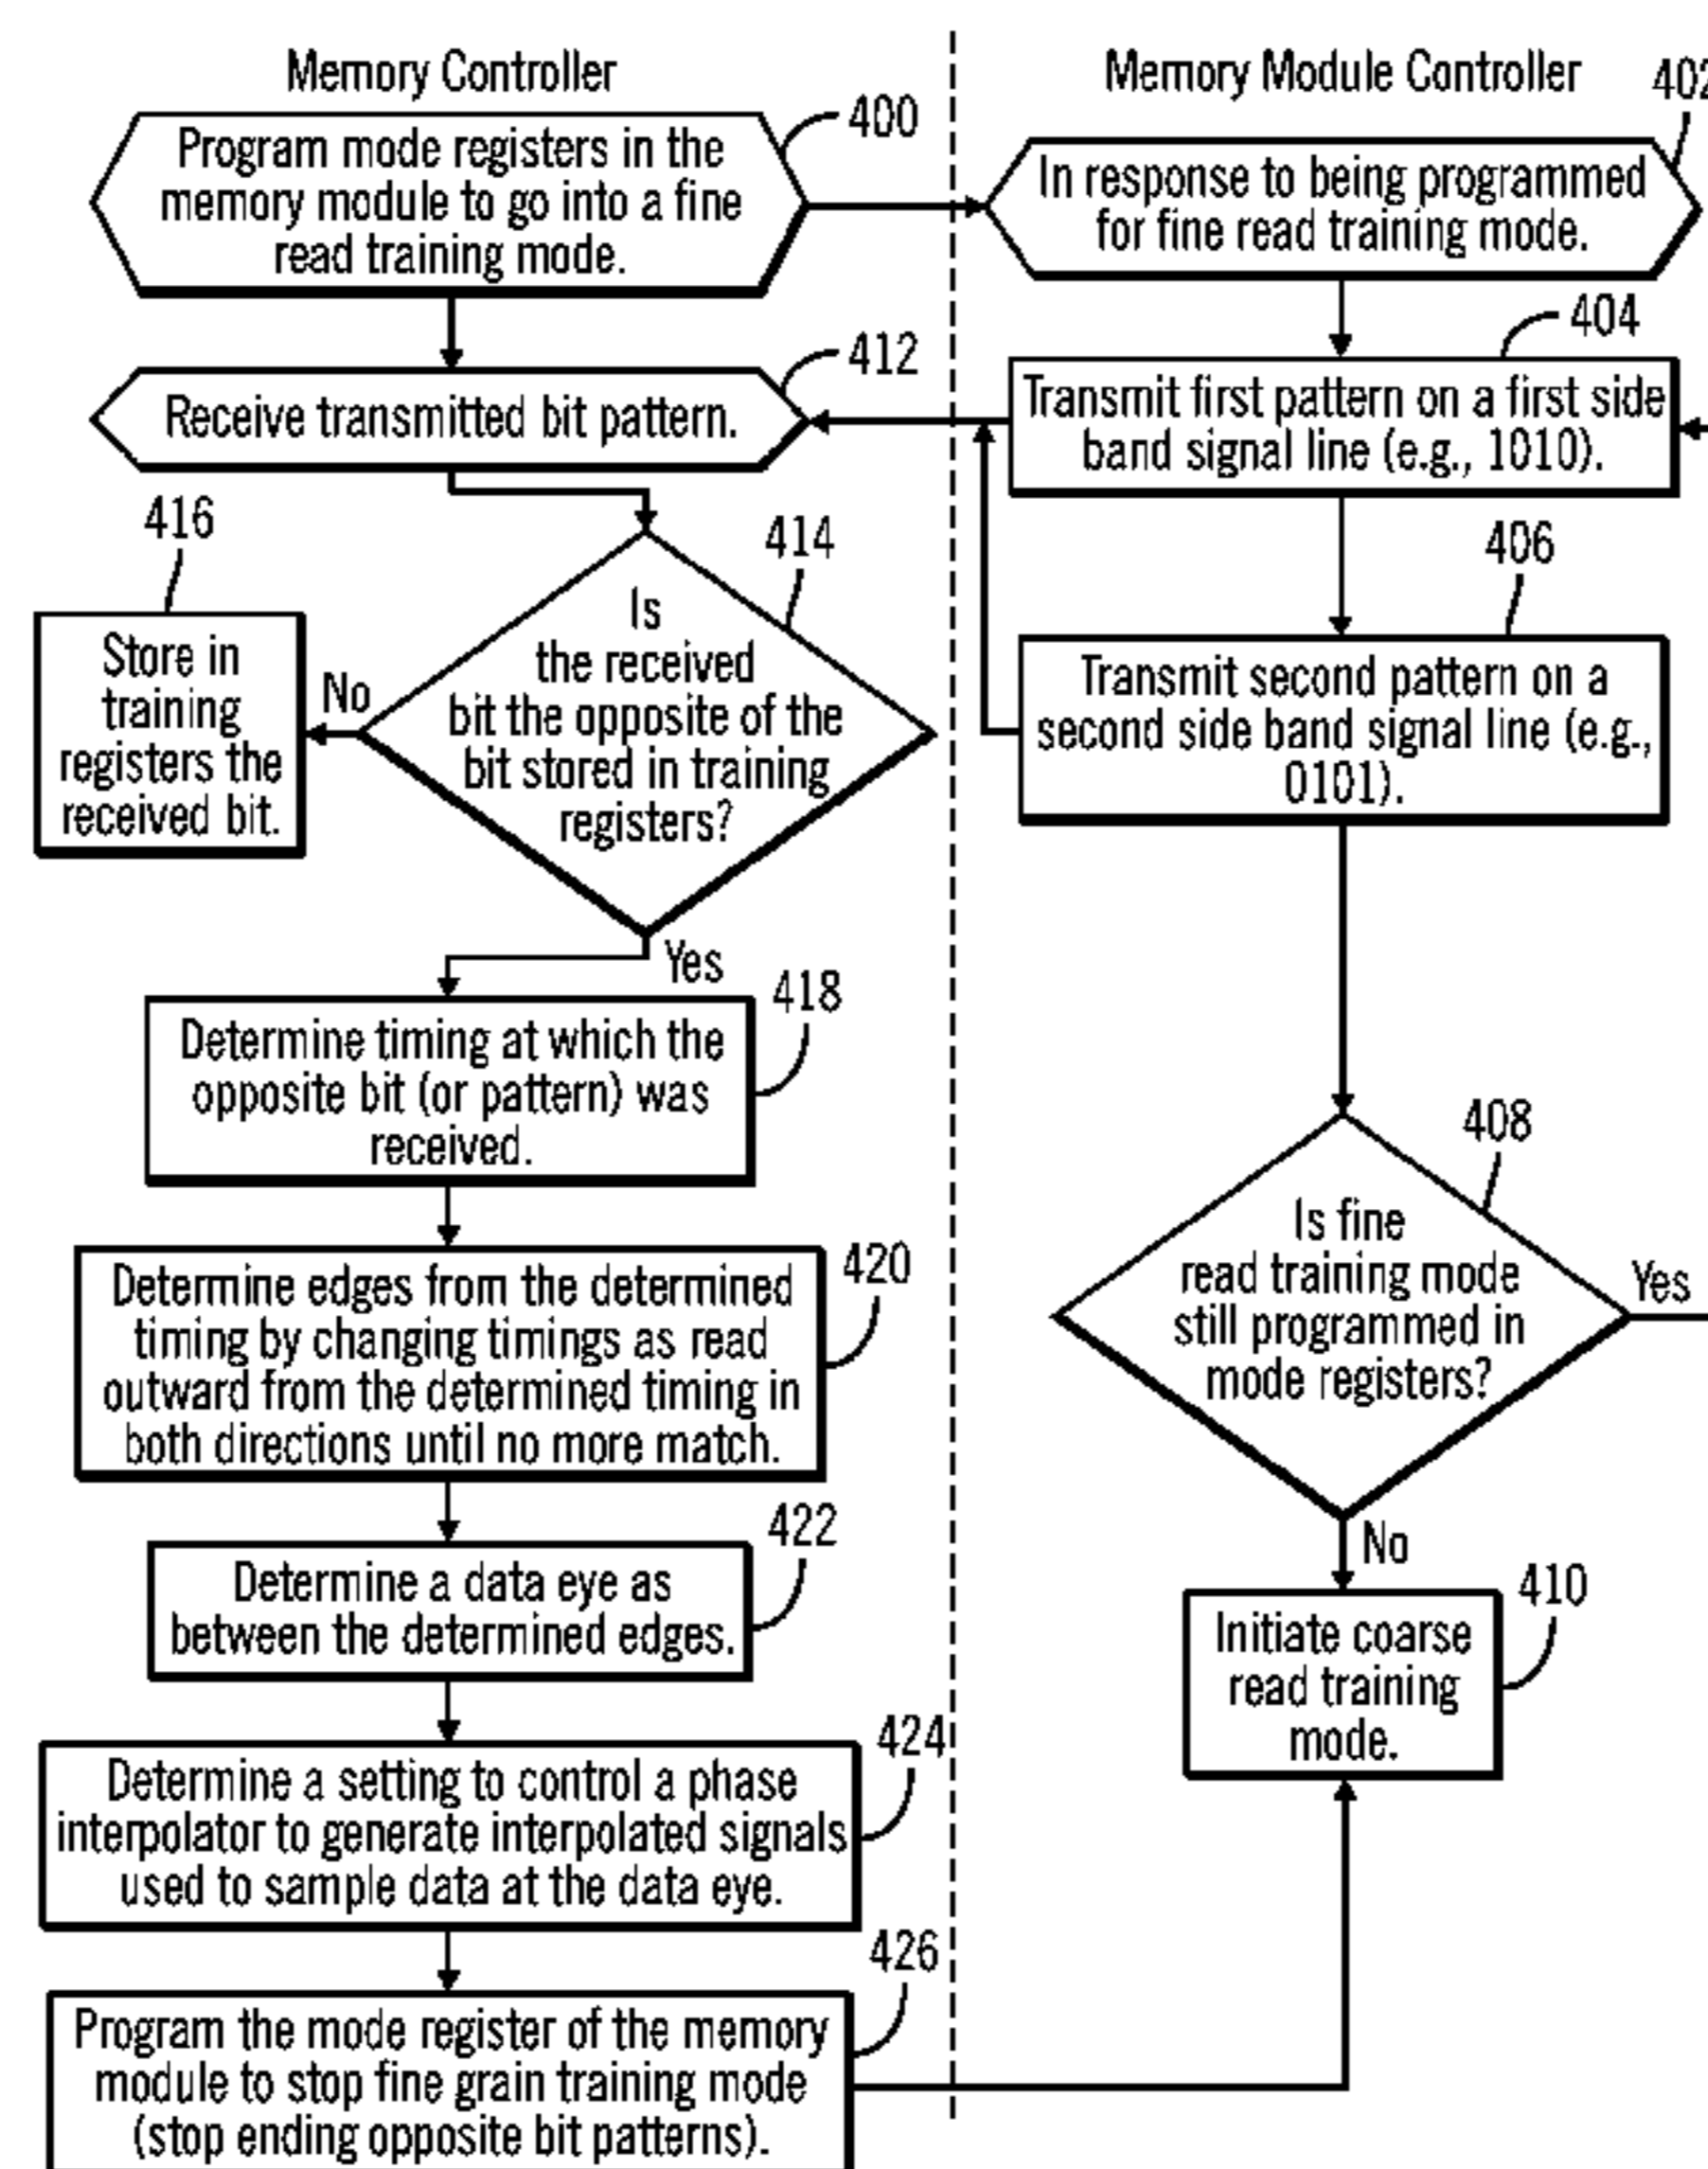 Memory Controller
400
Program mode registers in the
memory module to go into a fine
read training mode.
412
Receive transmitted bit pattern.
416
Store in
training
registers the
received bit.
No
414
Is
the received
bit the opposite of the
bit stored in training
registers?
Yes
418
Determine timing at which the
opposite bit (or pattern) was
received.
420
Determine edges from the determined
timing by changing timings as read
outward from the determined timing in
both directions until no more match.
422
Determine a data eye as
between the determined edges.
424
Determine a setting to control a phase
interpolator to generate interpolated signals
used to sample data at the data eye.
426
Program the mode register of the memory
module to stop fine grain training mode
(stop ending opposite bit patterns).
Memory Module Controller
402
In response to being programmed
for fine read training mode.
404
Transmit first pattern on a first side
band signal line (e.g., 1010).
406
Transmit second pattern on a
second side band signal line (e.g.,
0101).
408
Is fine
read training mode
still programmed in
mode registers?
Yes
No
410
Initiate coarse
read training
mode.